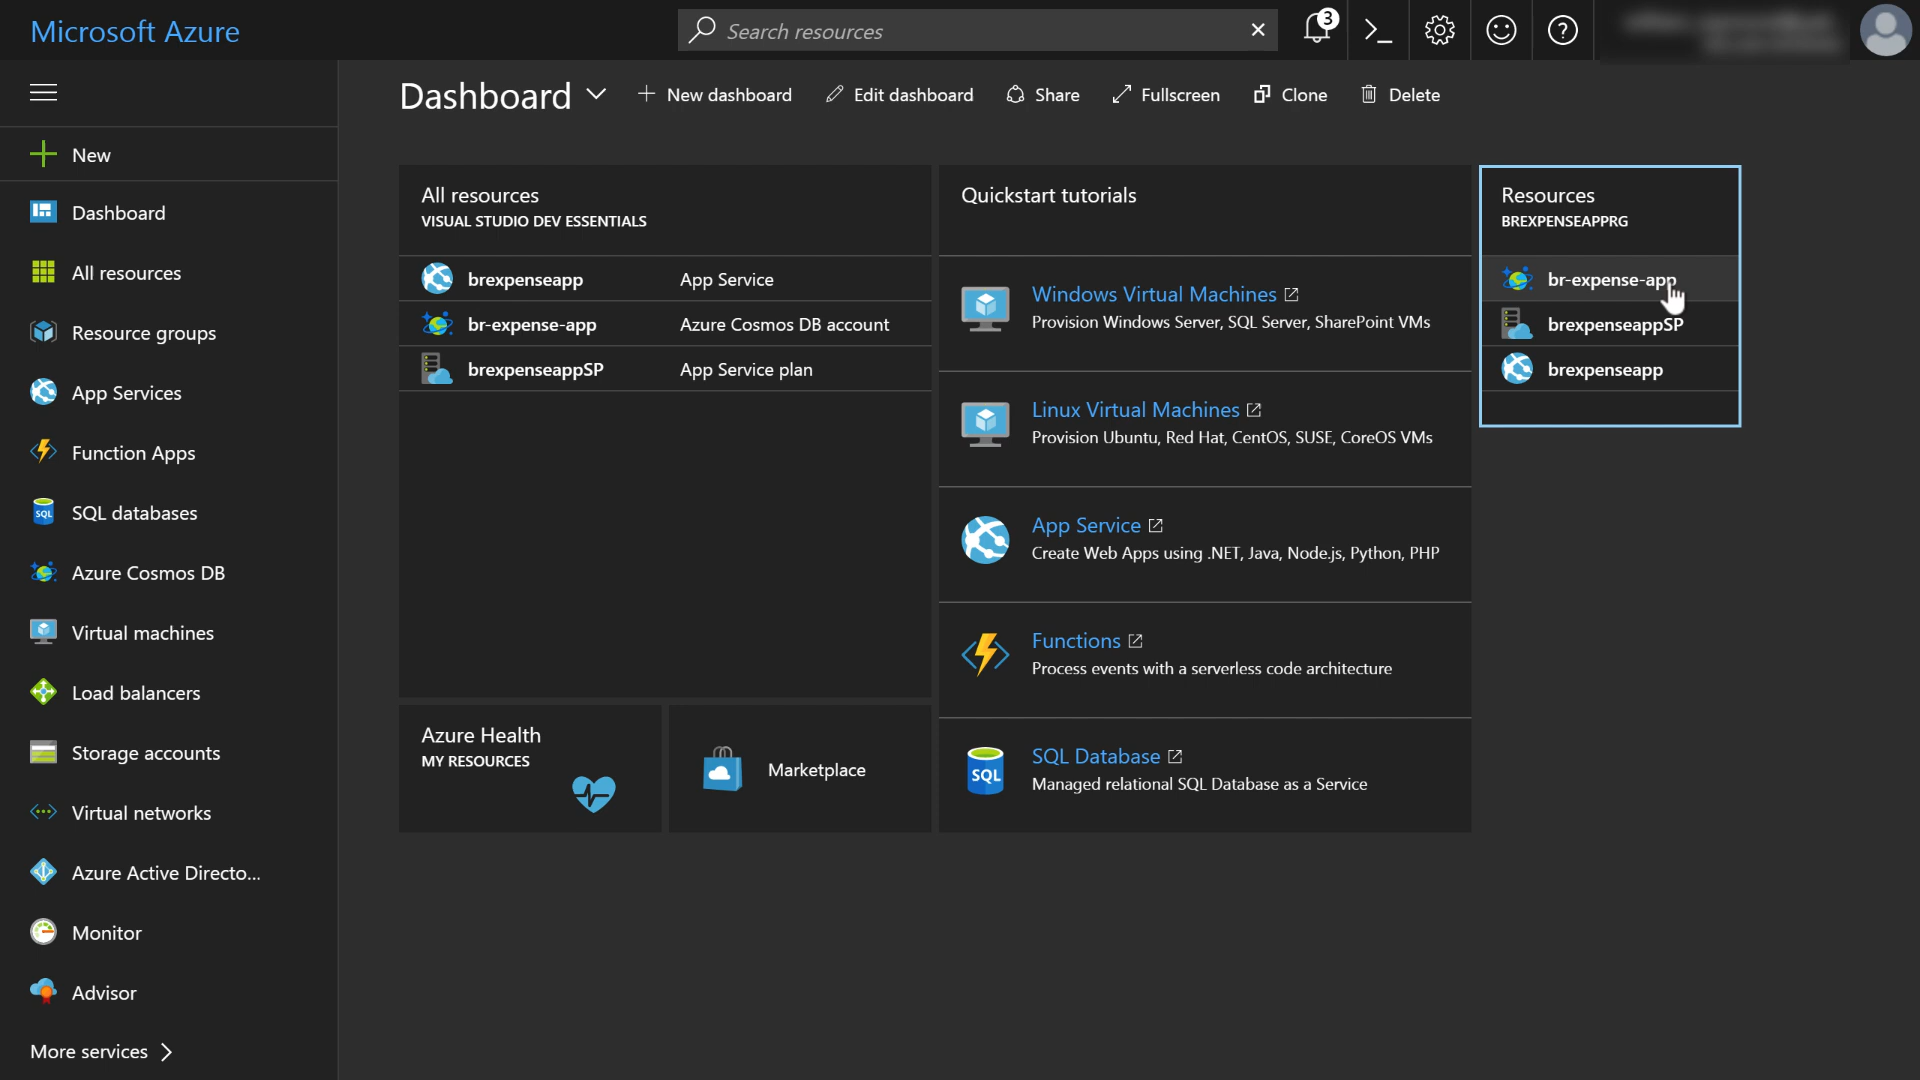 Microsoft Azure
Search resources
3
New
Dashboard
All resources
Resource groups
App Services
Function Apps
SQL databases
Azure Cosmos DB
Virtual machines
Load balancers
Storage accounts
Virtual networks
Azure Active Directo...
Monitor
Advisor
More services
Dashboard
New dashboard
Edit dashboard
Share
Fullscreen
Clone
Delete
All resources
VISUAL STUDIO DEV ESSENTIALS
brexpenseapp App Service
br-expense-app Azure Cosmos DB account
brexpenseappSP App Service plan
Azure Health
MY RESOURCES
Marketplace
Quickstart tutorials
Windows Virtual Machines
Provision Windows Server, SQL Server, SharePoint VMs
Linux Virtual Machines
Provision Ubuntu, Red Hat, CentOS, SUSE, CoreOS VMs
App Service
Create Web Apps using .NET, Java, Node.js, Python, PHP
Functions
Process events with a serverless code architecture
SQL
SQL Database
Managed relational SQL Database as a Service
Resources
BREXPENSEAPPRG
br-expense-app
brexpenseappSP
brexpenseapp